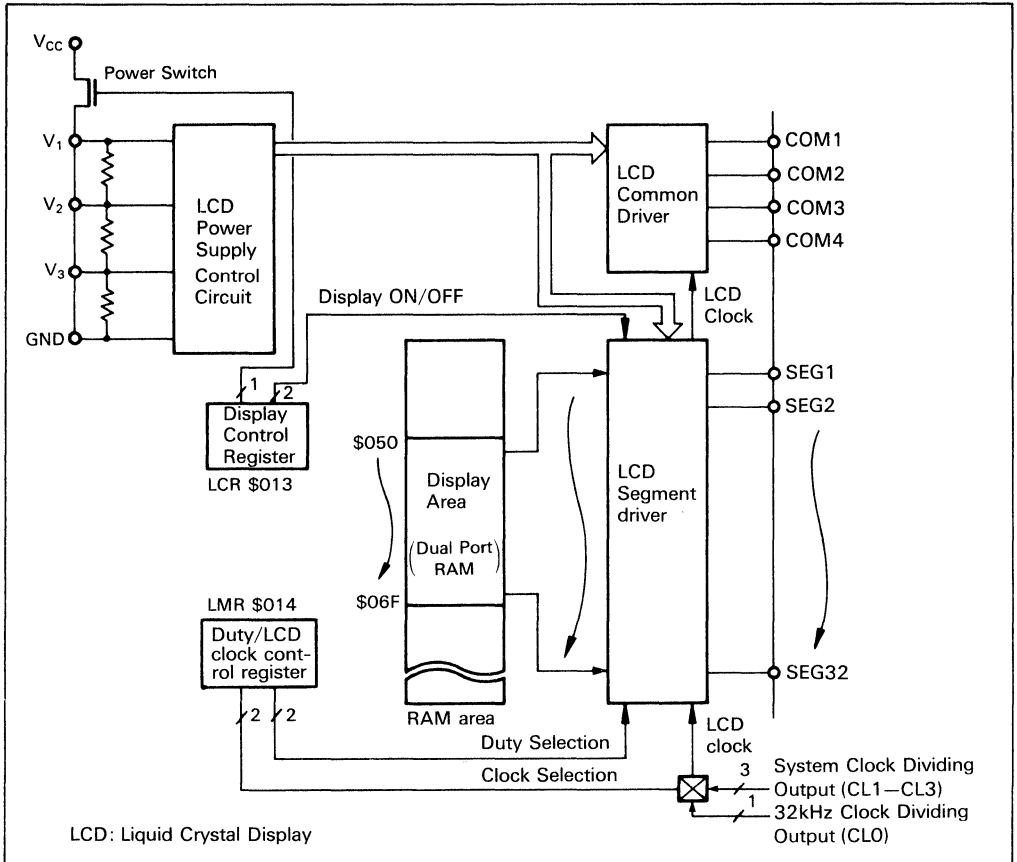 VCC
Power Switch
V1
V2
V3
GND
LCD
Power
Supply
Control
Circuit
LCD
Common
Driver
COM1
COM2
COM3
COM4
Display ON/OFF
LCD
Clock
1
2
Display
Control
Register
LCR $013
$050
Display
Area
(Dual Port
RAM)
$06F
RAM area
LCD
Segment
driver
SEG1
SEG2
SEG32
LMR $014
Duty/LCD
clock cont-
rol register
2
2
Duty Selection
Clock Selection
LCD
clock
3
System Clock Dividing
Output (CL1—CL3)
1
32kHz Clock Dividing
Output (CL0)
LCD: Liquid Crystal Display